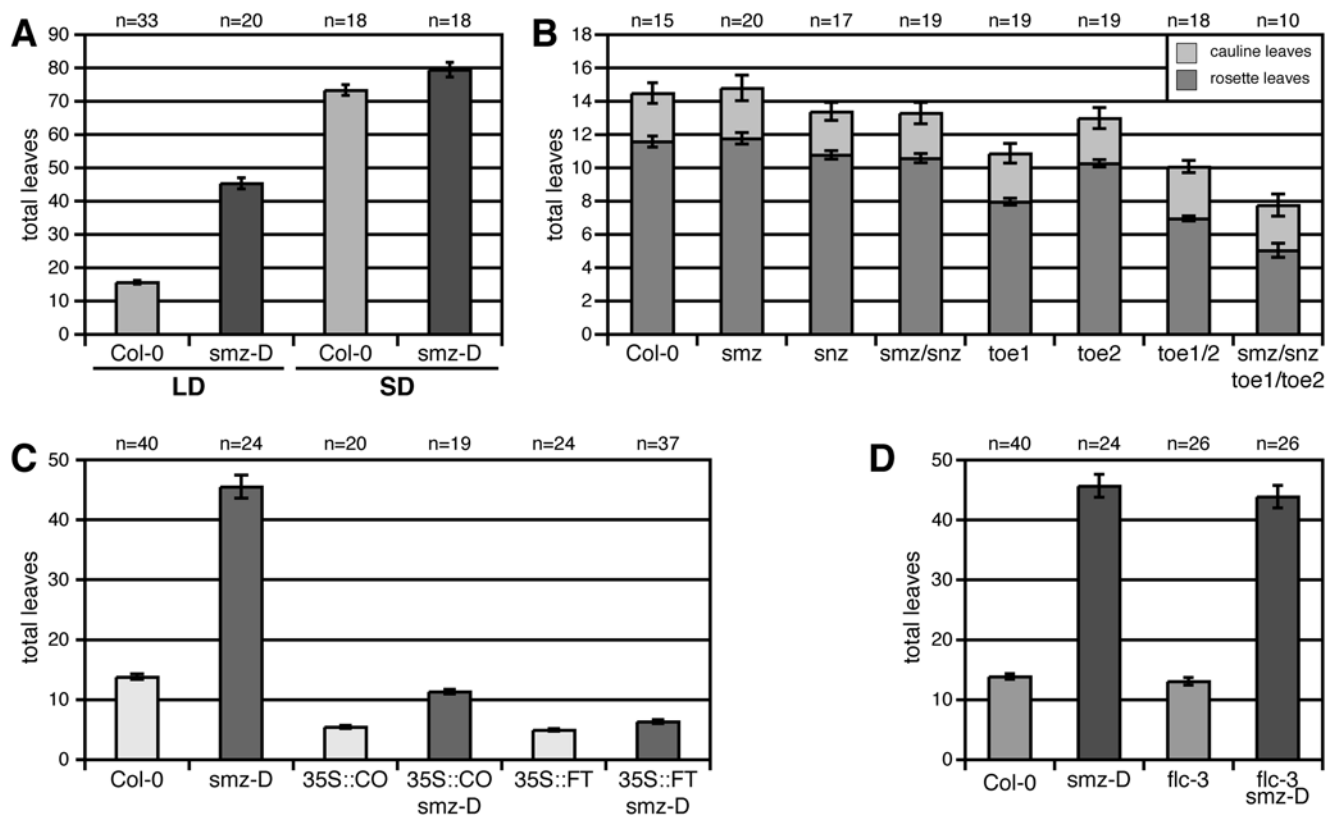 A
n=33 n=20 n=18 n=18
90
80
70
60
50
40
30
20
10
0
total leaves
Col-0 smz-D Col-0 smz-D
LD SD
B
n=15 n=20 n=17 n=19 n=19 n=19 n=18 n=10
18
16
14
12
10
8
6
4
2
0
total leaves
cauline leaves
rosette leaves
Col-0 smz snz smz/snz toe1 toe2 toe1/2 smz/snz
toe1/toe2
C
n=40 n=24 n=20 n=19 n=24 n=37
50
40
30
20
10
0
total leaves
Col-0 smz-D 35S::CO 35S::CO 35S::FT 35S::FT
smz-D smz-D
D
n=40 n=24 n=26 n=26
50
40
30
20
10
0
total leaves
Col-0 smz-D flc-3 flc-3
smz-D